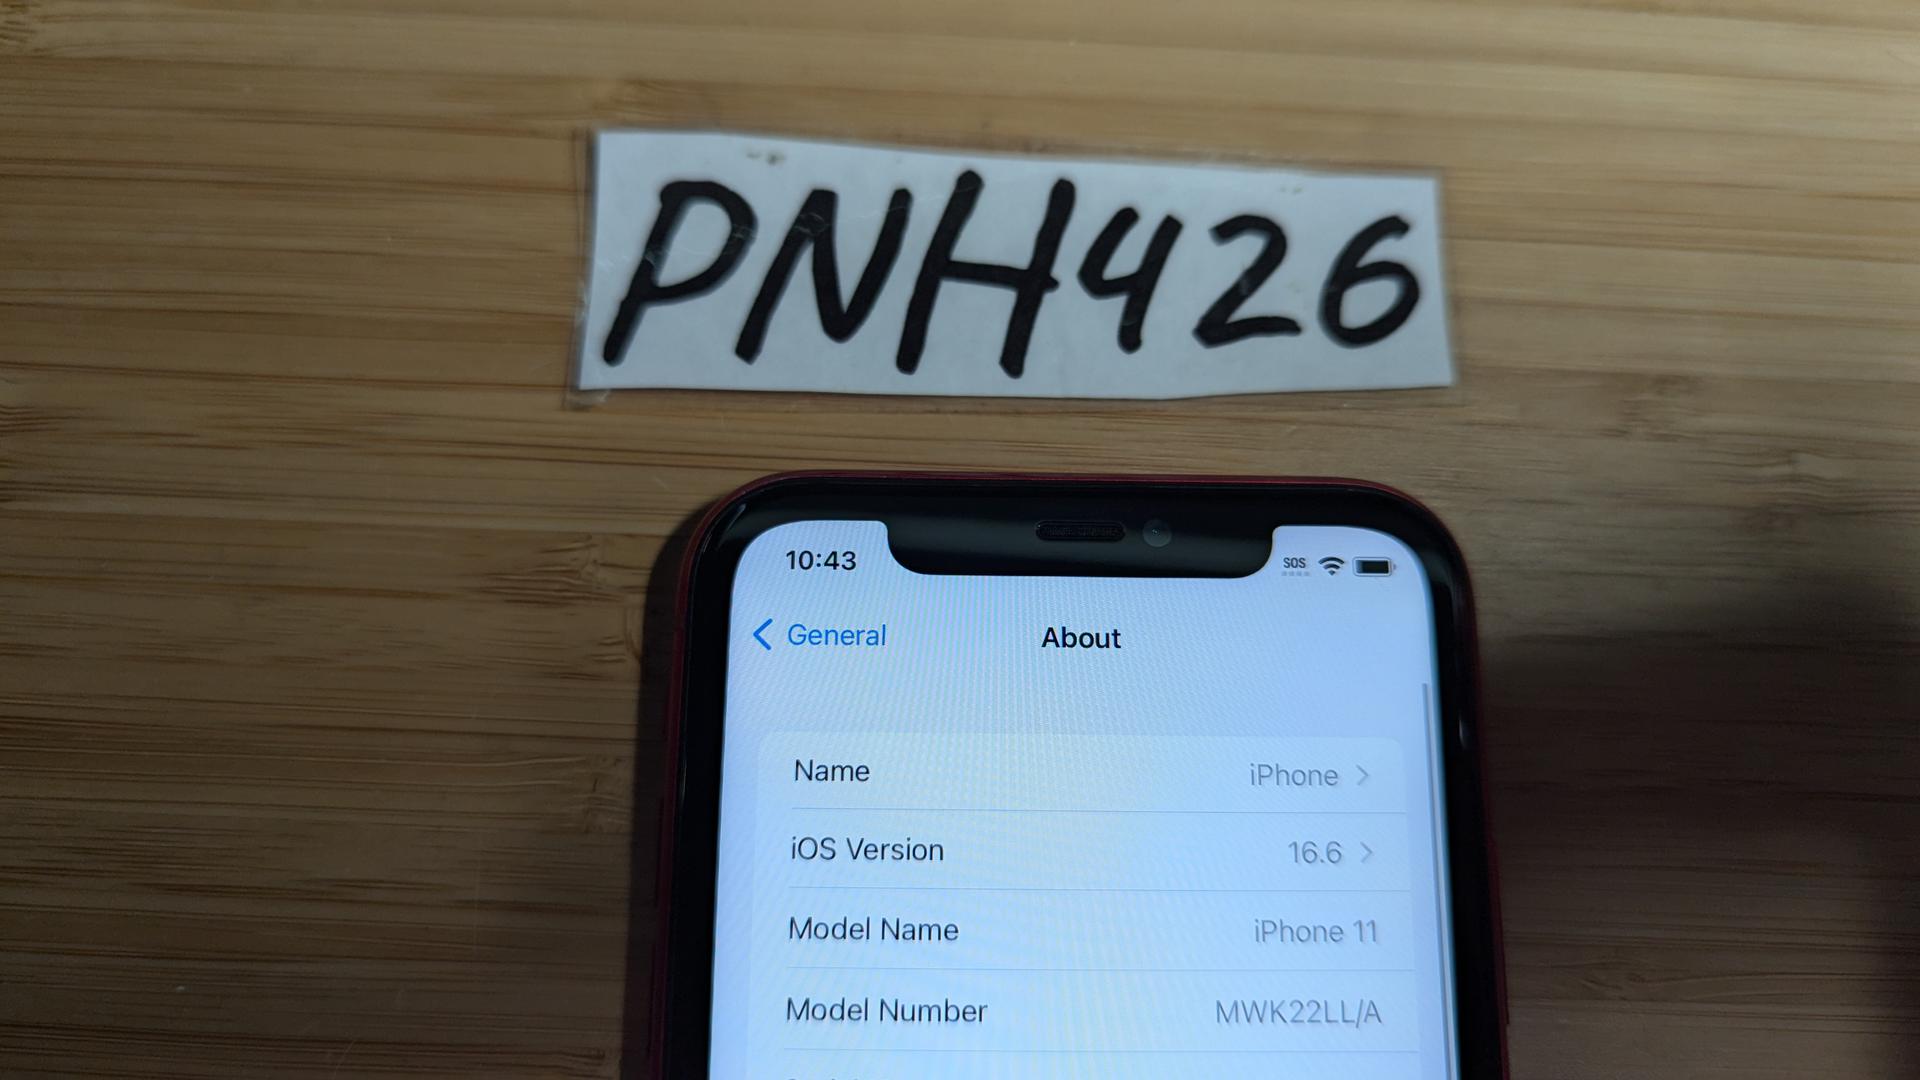 PNH426
10:43 SOS
General About
Name iPhone
iOS Version 16.6
Model Name iPhone 11
Model Number MWK22LL/A